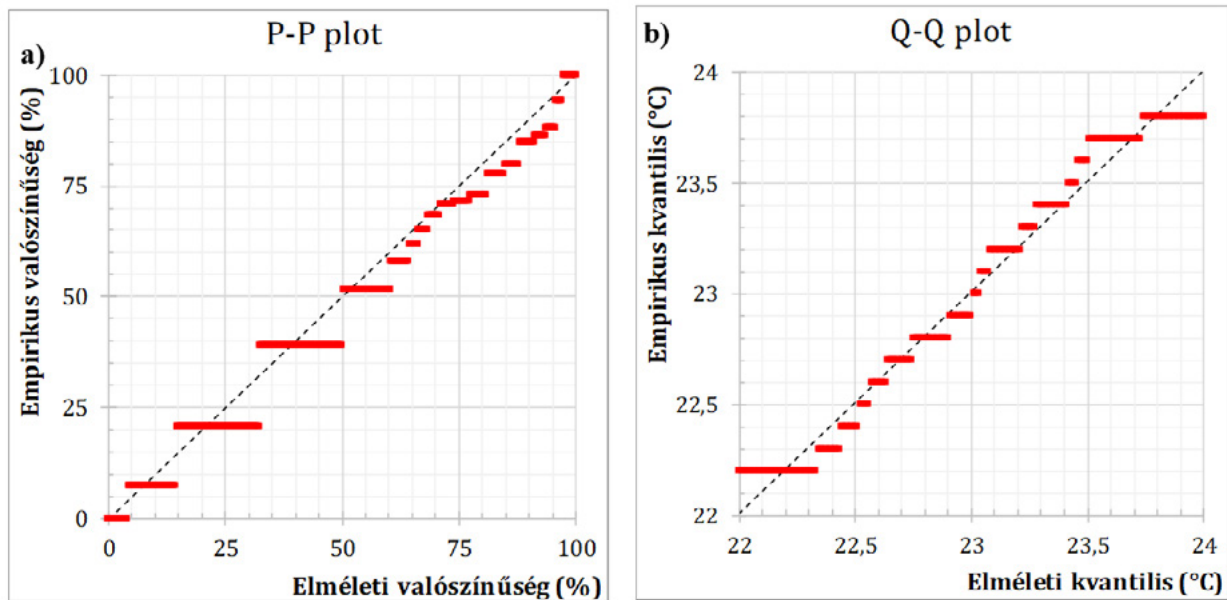 a)
P-P plot
Empirikus valószínűség (%)
100
75
50
25
0
0 25 50 75 100
Elméleti valószínűség (%)
b)
Q-Q plot
Empirikus kvantilis (°C)
24
23,5
23
22,5
22
22 22,5 23 23,5 24
Elméleti kvantilis (°C)